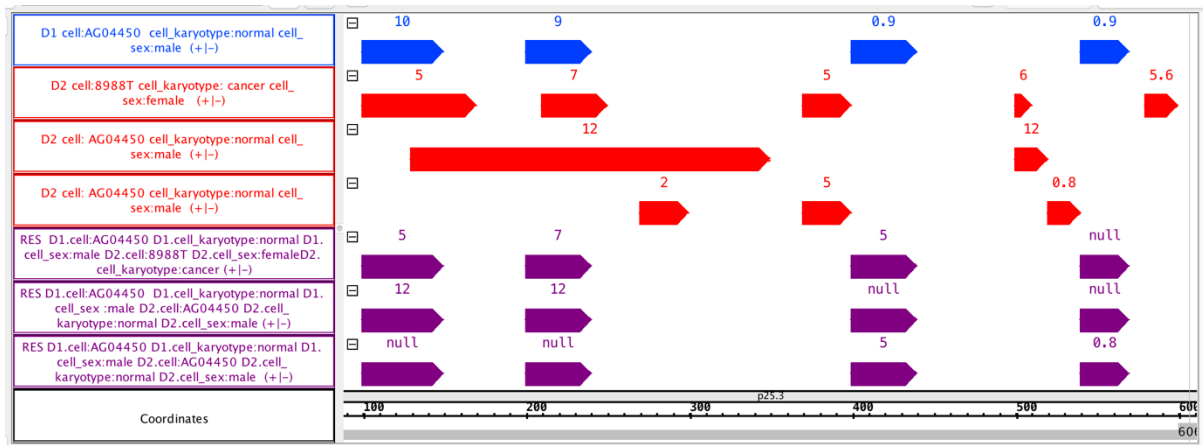 D1 cell:AG04450 cell_karyotype:normal cell_
sex:male (+|-)
10 9 0.9 0.9
D2 cell:8988T cell_karyotype: cancer cell_
sex:female (+|-)
5 7 5 6 5.6
D2 cell: AG04450 cell_karyotype:normal cell_
sex:male (+|-)
12 12
D2 cell: AG04450 cell_karyotype:normal cell_
sex:male (+|-)
2 5 0.8
RES D1.cell:AG04450 D1.cell_karyotype:normal D1.
cell_sex:male D2.cell:8988T D2.cell_sex:femaleD2.
cell_karyotype:cancer (+|-)
5 7 5 null
RES D1.cell:AG04450 D1.cell_karyotype:normal D1.
cell_sex :male D2.cell:AG04450 D2.cell_
karyotype:normal D2.cell_sex:male (+|-)
12 12 null null
RES D1.cell:AG04450 D1.cell_karyotype:normal D1.
cell_sex:male D2.cell:AG04450 D2.cell_
karyotype:normal D2.cell_sex:male (+|-)
null null 5 0.8
p25.3
Coordinates
100 200 300 400 500